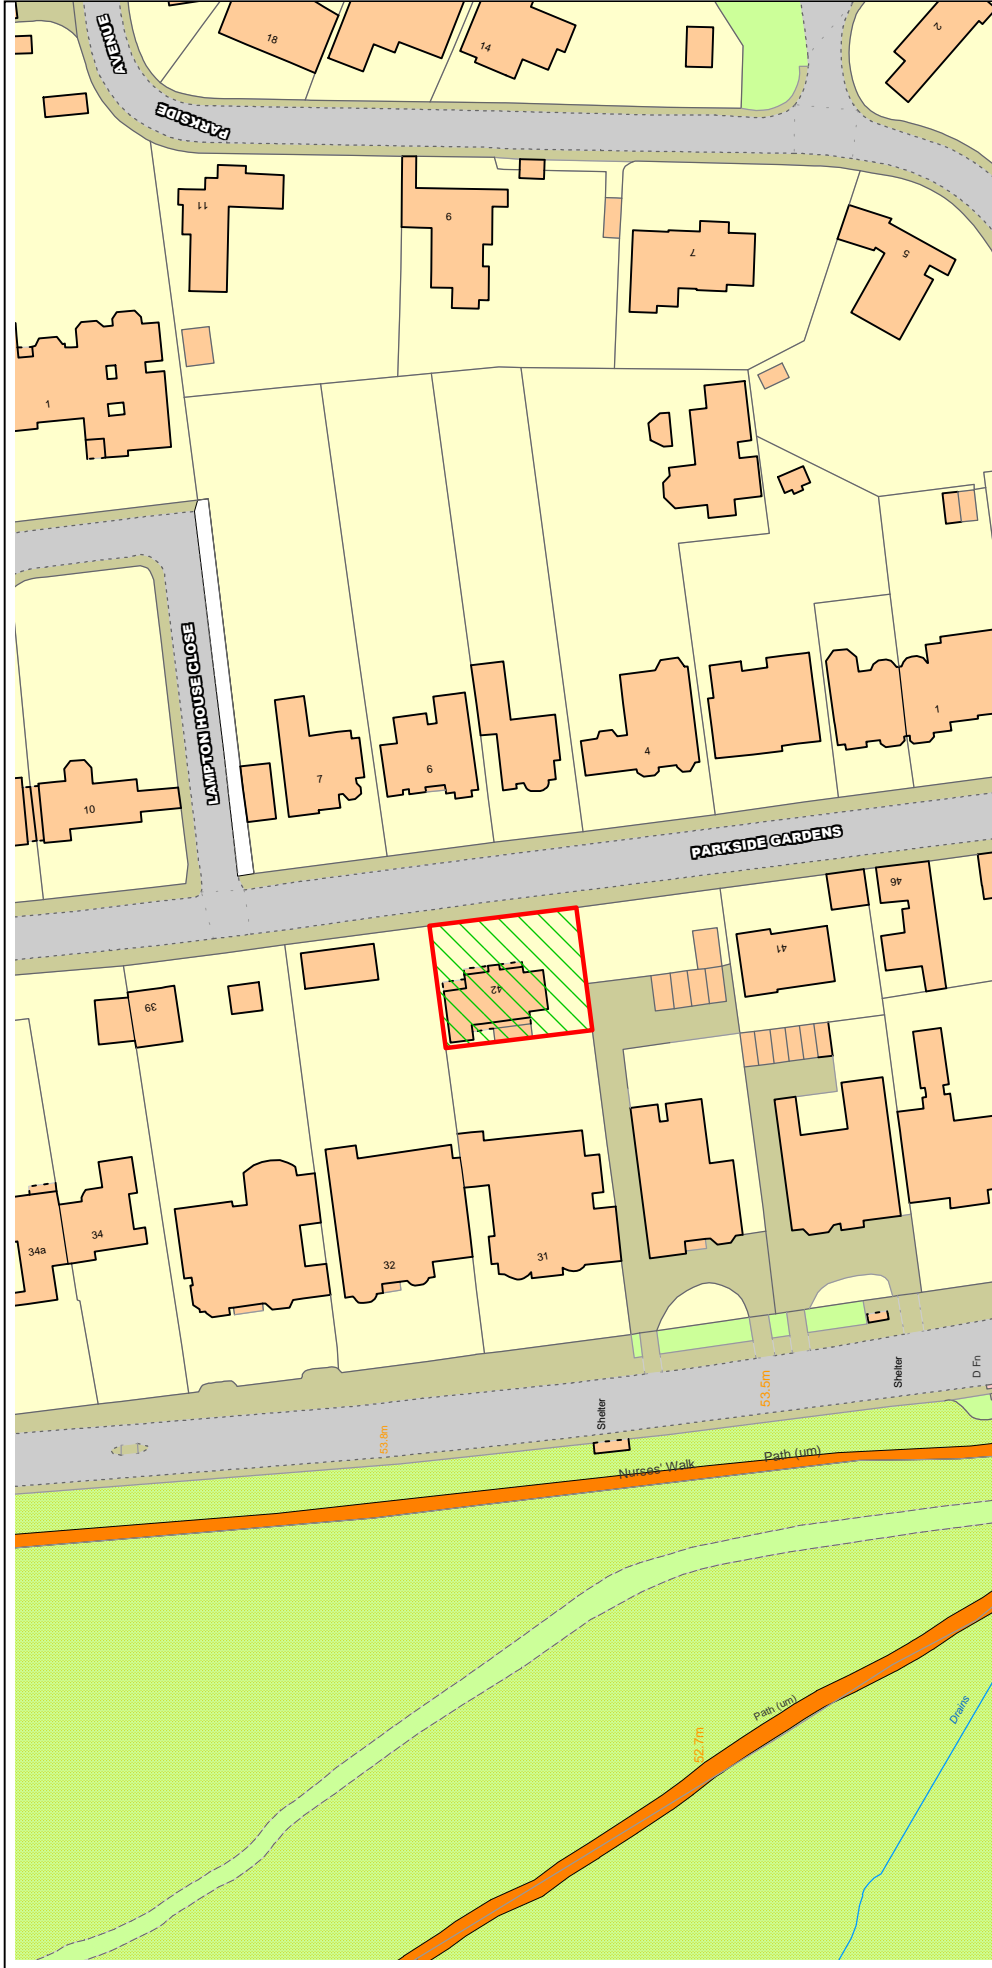 18
14
2
AVENUE
PARKSIDE
11
9
7
5
1
LAMPTON HOUSE CLOSE
10
7
6
4
1
PARKSIDE GARDENS
46
41
42
39
34a
34
32
31
Shelter
Shelter
D Fn
53.8m
53.5m
Nurses' Walk
Path (um)
Path (um)
52.7m
Drains